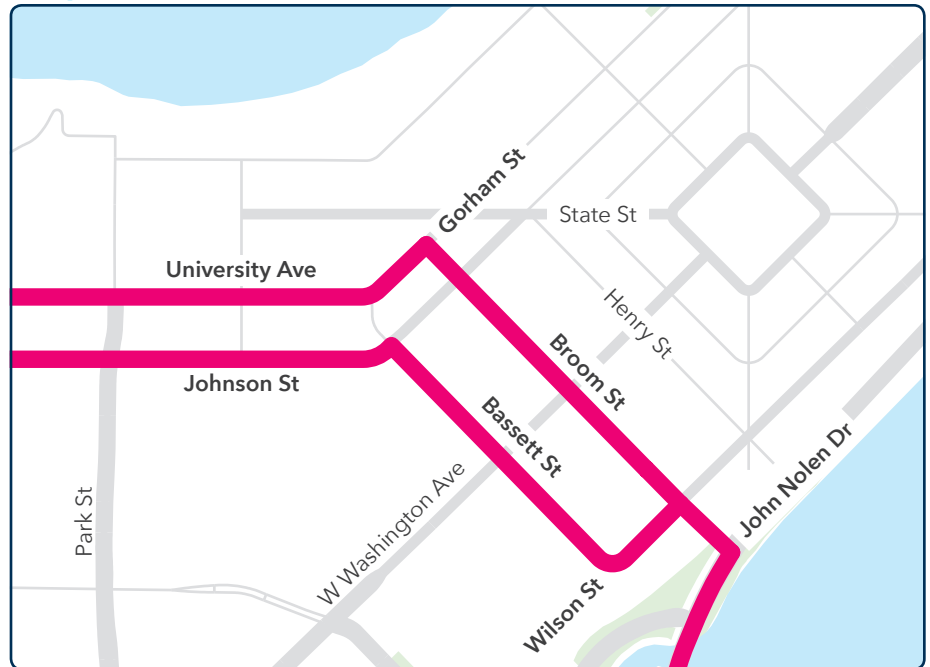 Gorham St
State St
University Ave
Henry St
Broom St
Johnson St
Bassett St
John Nolen Dr
Park St
W Washington Ave
Wilson St